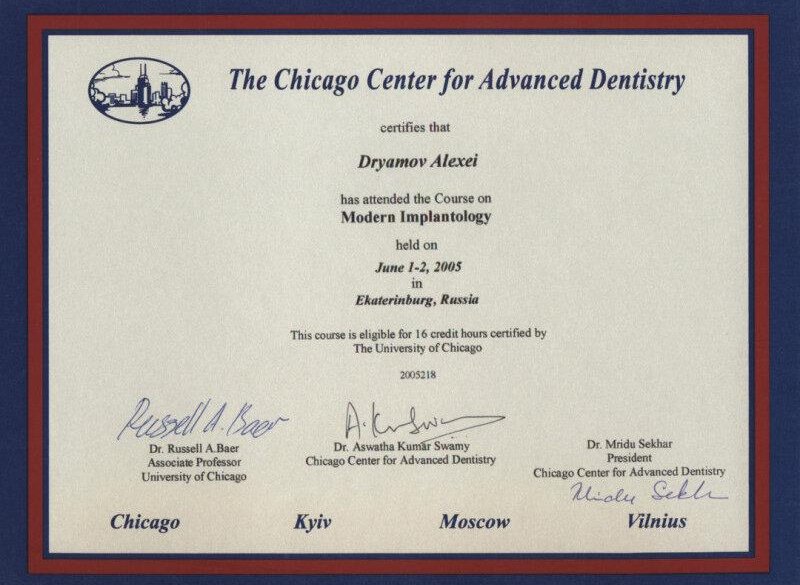 The Chicago Center for Advanced Dentistry
certifies that
Dryamov Alexei
has attended the Course on
Modern Implantology
held on
June 1-2, 2005
in
Ekaterinburg, Russia
This course is eligible for 16 credit hours certified by
The University of Chicago
2005218
Russell A. Baer
Dr. Russell A.Baer
Associate Professor
University of Chicago
A.KumSwamy
Dr. Aswatha Kumar Swamy
Chicago Center for Advanced Dentistry
Dr. Mridu Sekhar
President
Chicago Center for Advanced Dentistry
Mridu Sekhar
Chicago Kyiv Moscow Vilnius